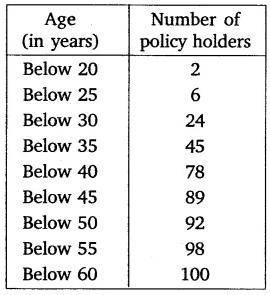 Age Number of
(in years) policy holders
Below 20 2
Below 25 6
Below 30 24
Below 35 45
Below 40 78
Below 45 89
Below 50 92
Below 55 98
Below 60 100